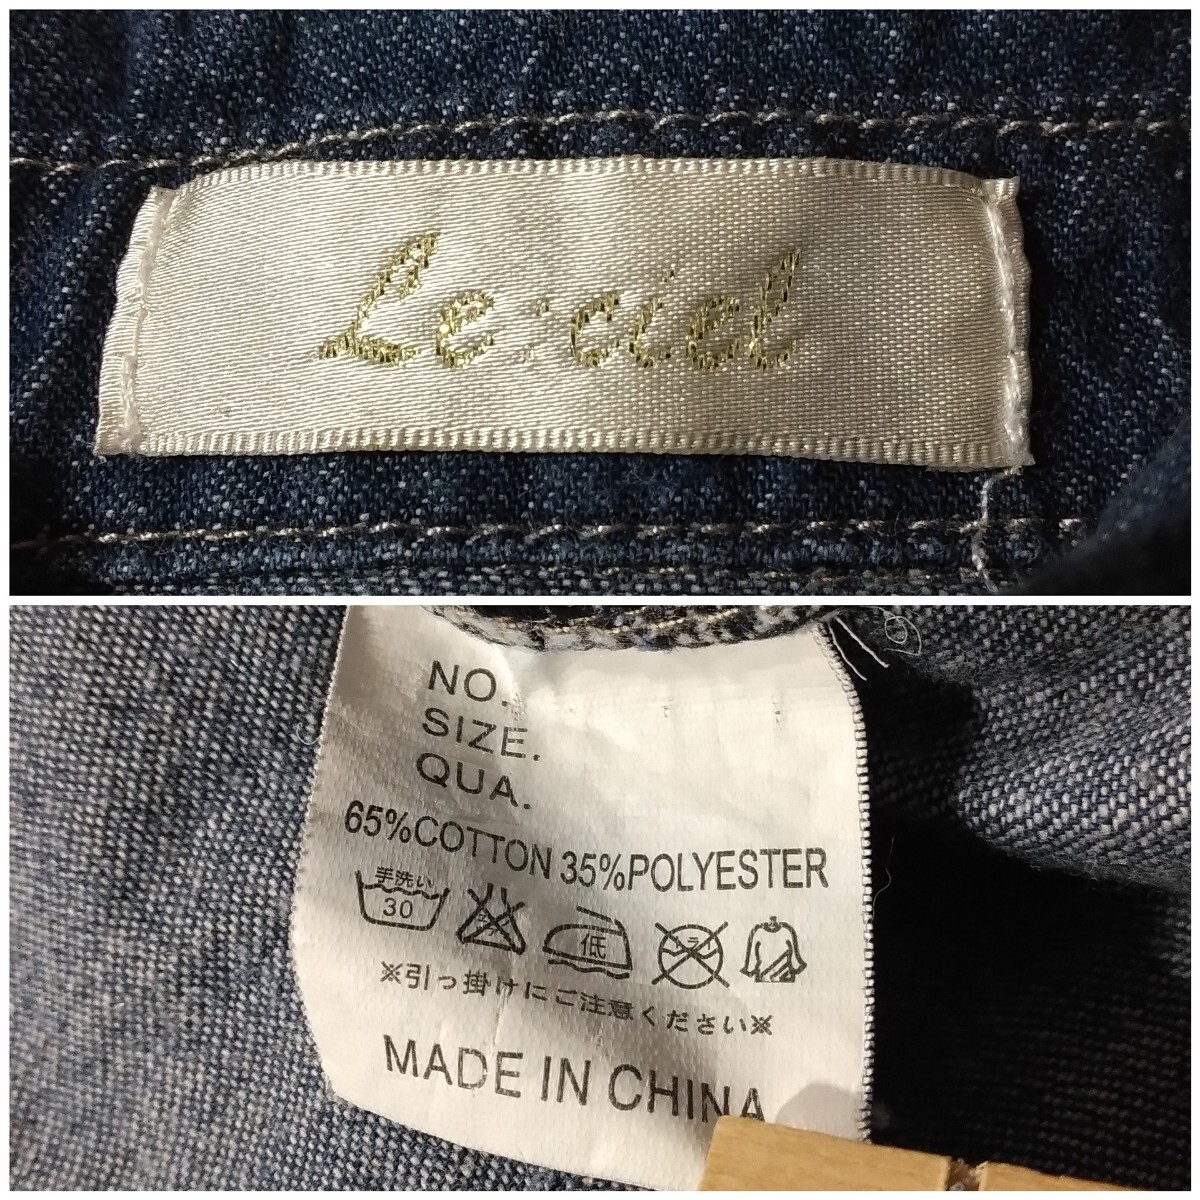 Le:ciel
NO.
SIZE.
QUA.
65%COTTON 35%POLYESTER
手洗い
30
低
※引っ掛けにご注意ください※
MADE IN CHINA